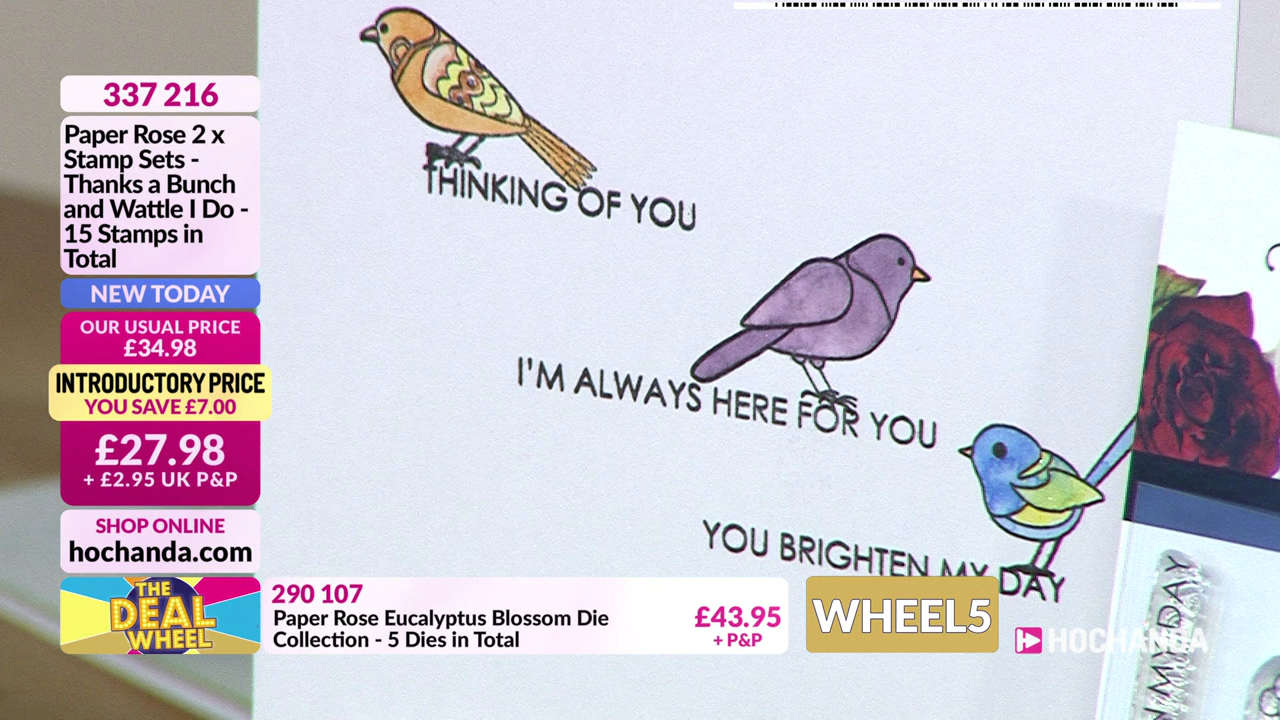 337 216
Paper Rose 2 x
Stamp Sets -
Thanks a Bunch
and Wattle I Do -
15 Stamps in
Total
NEW TODAY
OUR USUAL PRICE
£34.98
INTRODUCTORY PRICE
YOU SAVE £7.00
£27.98
+ £2.95 UK P&P
SHOP ONLINE
hochanda.com
THINKING OF YOU
I'M ALWAYS HERE FOR YOU
YOU BRIGHTEN MY DAY
THE
DEAL
WHEEL
290 107
Paper Rose Eucalyptus Blossom Die
Collection - 5 Dies in Total
£43.95
+ P&P
WHEEL5
HOCHANDA
MY DAY